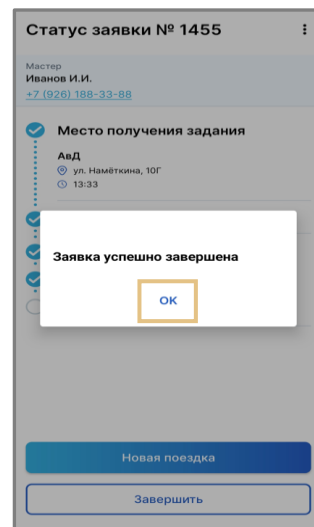 Статус заявки № 1455
Мастер
Иванов И.И.
+7 (926) 188-33-88
Место получения задания
АвД
ул. Намёткина, 10Г
13:33
Заявка успешно завершена
ОК
Новая поездка
Завершить